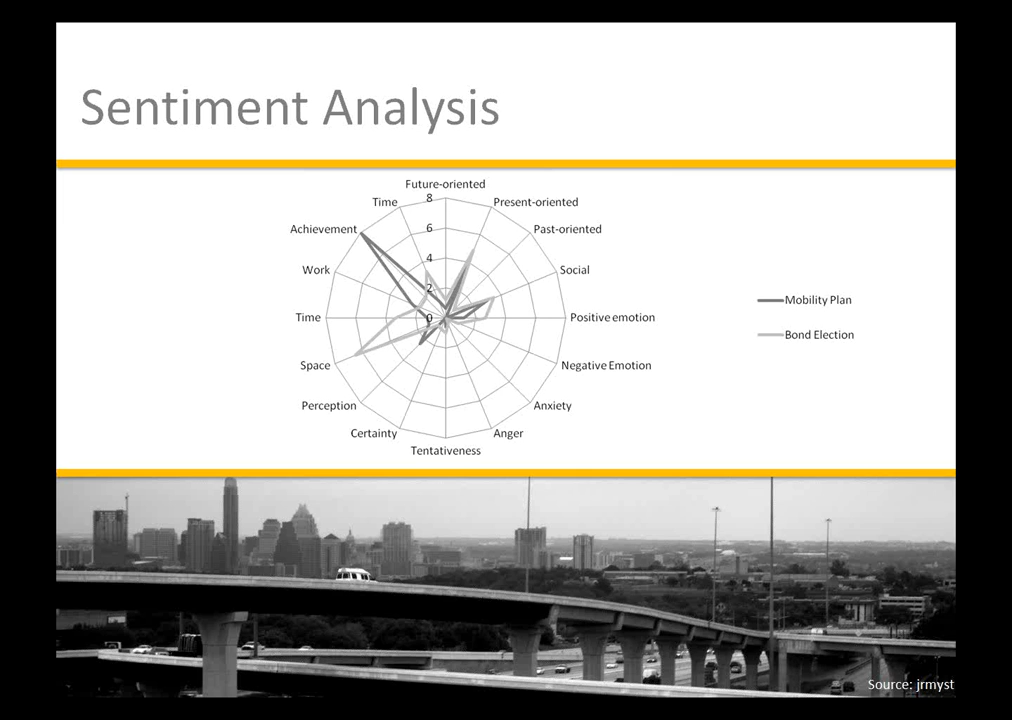 Sentiment Analysis
Future-oriented
Present-oriented
Past-oriented
Social
Positive emotion
Negative Emotion
Anxiety
Anger
Tentativeness
Certainty
Perception
Space
Time
Work
Achievement
Time
8
6
4
2
0
Mobility Plan
Bond Election
Source: jrmyst